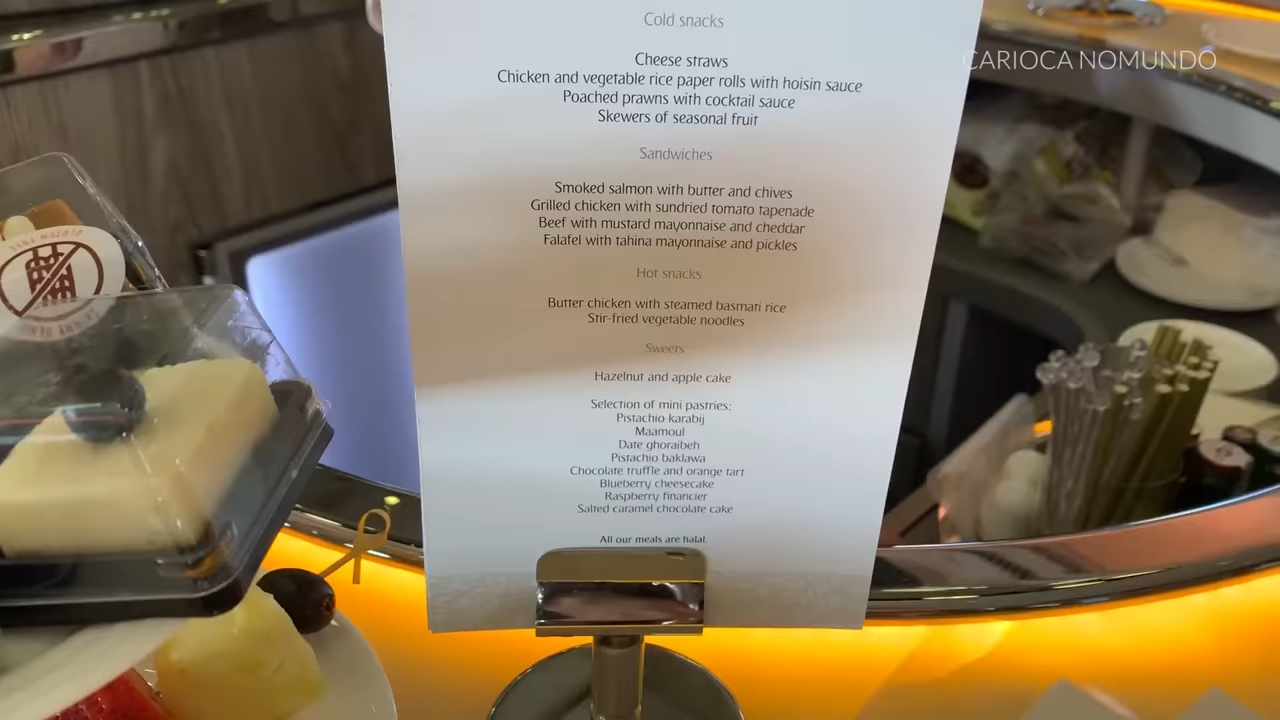 Cold snacks
Cheese straws
Chicken and vegetable rice paper rolls with hoisin sauce
Poached prawns with cocktail sauce
Skewers of seasonal fruit
Sandwiches
Smoked salmon with butter and chives
Grilled chicken with sundried tomato tapenade
Beef with mustard mayonnaise and cheddar
Falafel with tahina mayonnaise and pickles
Hot snacks
Butter chicken with steamed basmati rice
Stir-fried vegetable noodles
Sweets
Hazelnut and apple cake
Selection of mini pastries:
Pistachio karabij
Maamoul
Date ghoraibeh
Pistachio baklawa
Chocolate truffle and orange tart
Blueberry cheesecake
Raspberry financier
Salted caramel chocolate cake
All our meals are halal.
CARIOCA NOMUNDO